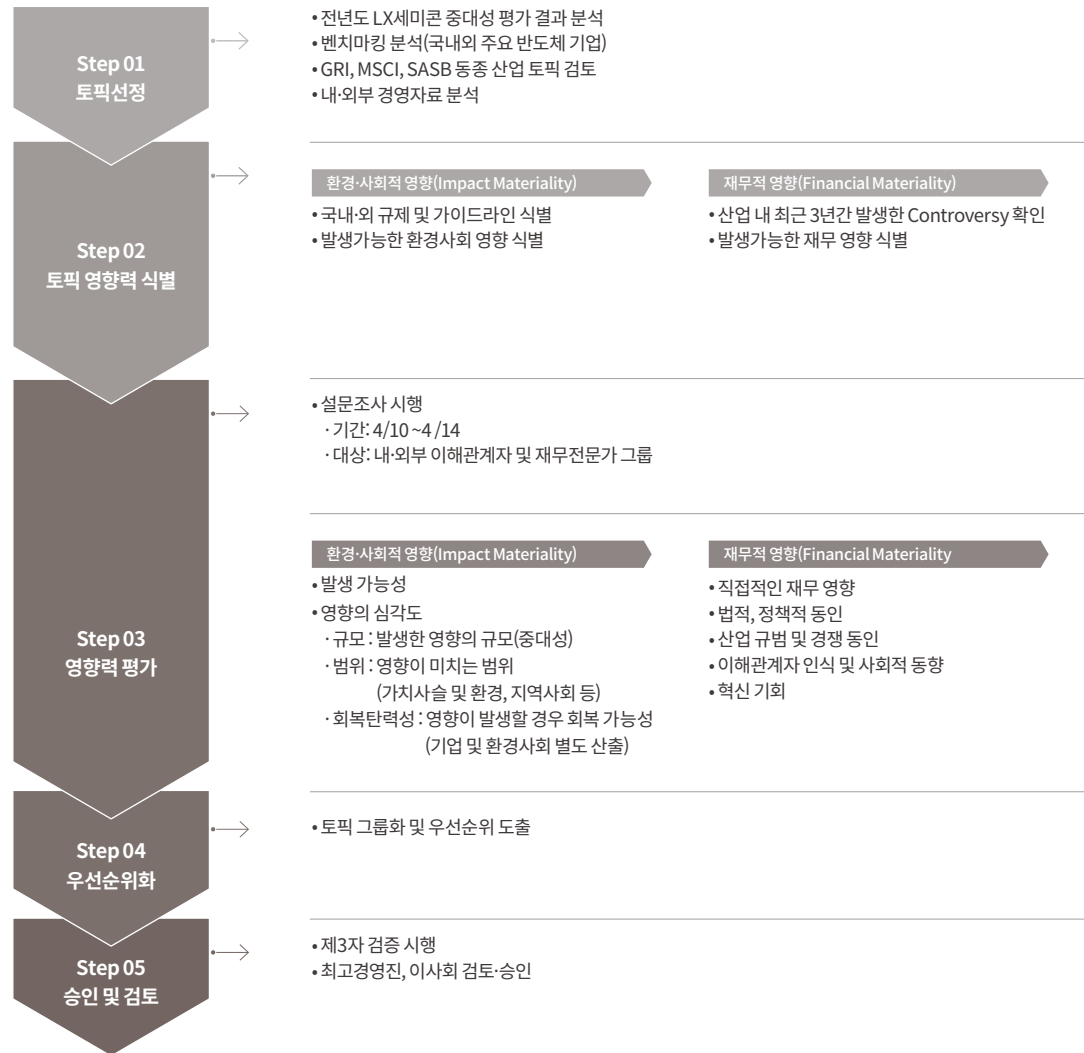 Step 01
토픽선정
• 전년도 LX세미콘 중대성 평가 결과 분석
• 벤치마킹 분석(국내외 주요 반도체 기업)
• GRI, MSCI, SASB 동종 산업 토픽 검토
• 내·외부 경영자료 분석
Step 02
토픽 영향력 식별
환경·사회적 영향(Impact Materiality)
• 국내·외 규제 및 가이드라인 식별
• 발생가능한 환경사회 영향 식별
재무적 영향(Financial Materiality)
• 산업 내 최근 3년간 발생한 Controversy 확인
• 발생가능한 재무 영향 식별
Step 03
영향력 평가
• 설문조사 시행
· 기간: 4/10 ~4 /14
· 대상: 내·외부 이해관계자 및 재무전문가 그룹
환경·사회적 영향(Impact Materiality)
• 발생 가능성
• 영향의 심각도
· 규모 : 발생한 영향의 규모(중대성)
· 범위 : 영향이 미치는 범위
(가치사슬 및 환경, 지역사회 등)
· 회복탄력성 : 영향이 발생할 경우 회복 가능성
(기업 및 환경사회 별도 산출)
재무적 영향(Financial Materiality
• 직접적인 재무 영향
• 법적, 정책적 동인
• 산업 규범 및 경쟁 동인
• 이해관계자 인식 및 사회적 동향
• 혁신 기회
Step 04
우선순위화
• 토픽 그룹화 및 우선순위 도출
Step 05
승인 및 검토
• 제3자 검증 시행
• 최고경영진, 이사회 검토·승인